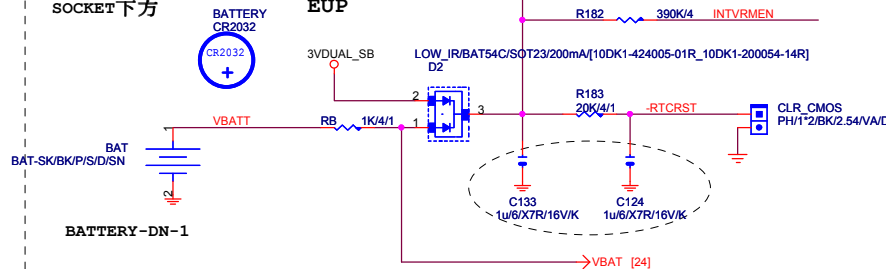 SOCKET下方
EUP
BATTERY
CR2032
CR2032
+
R182
390K/4
INTVRMEN
3VDUAL_SB
LOW_IR/BAT54C/SOT23/200mA/[10DK1-424005-01R_10DK1-200054-14R]
D2
2
3
1
R183
20K/4/1
-RTCRST
CLR_CMOS
PH/1*2/BK/2.54/VA/D
VBATT
RB
1K/4/1
BAT
BAT-SK/BK/P/S/D/SN
2
C133
1u/6/X7R/16V/K
C124
1u/6/X7R/16V/K
BATTERY-DN-1
VBAT [24]